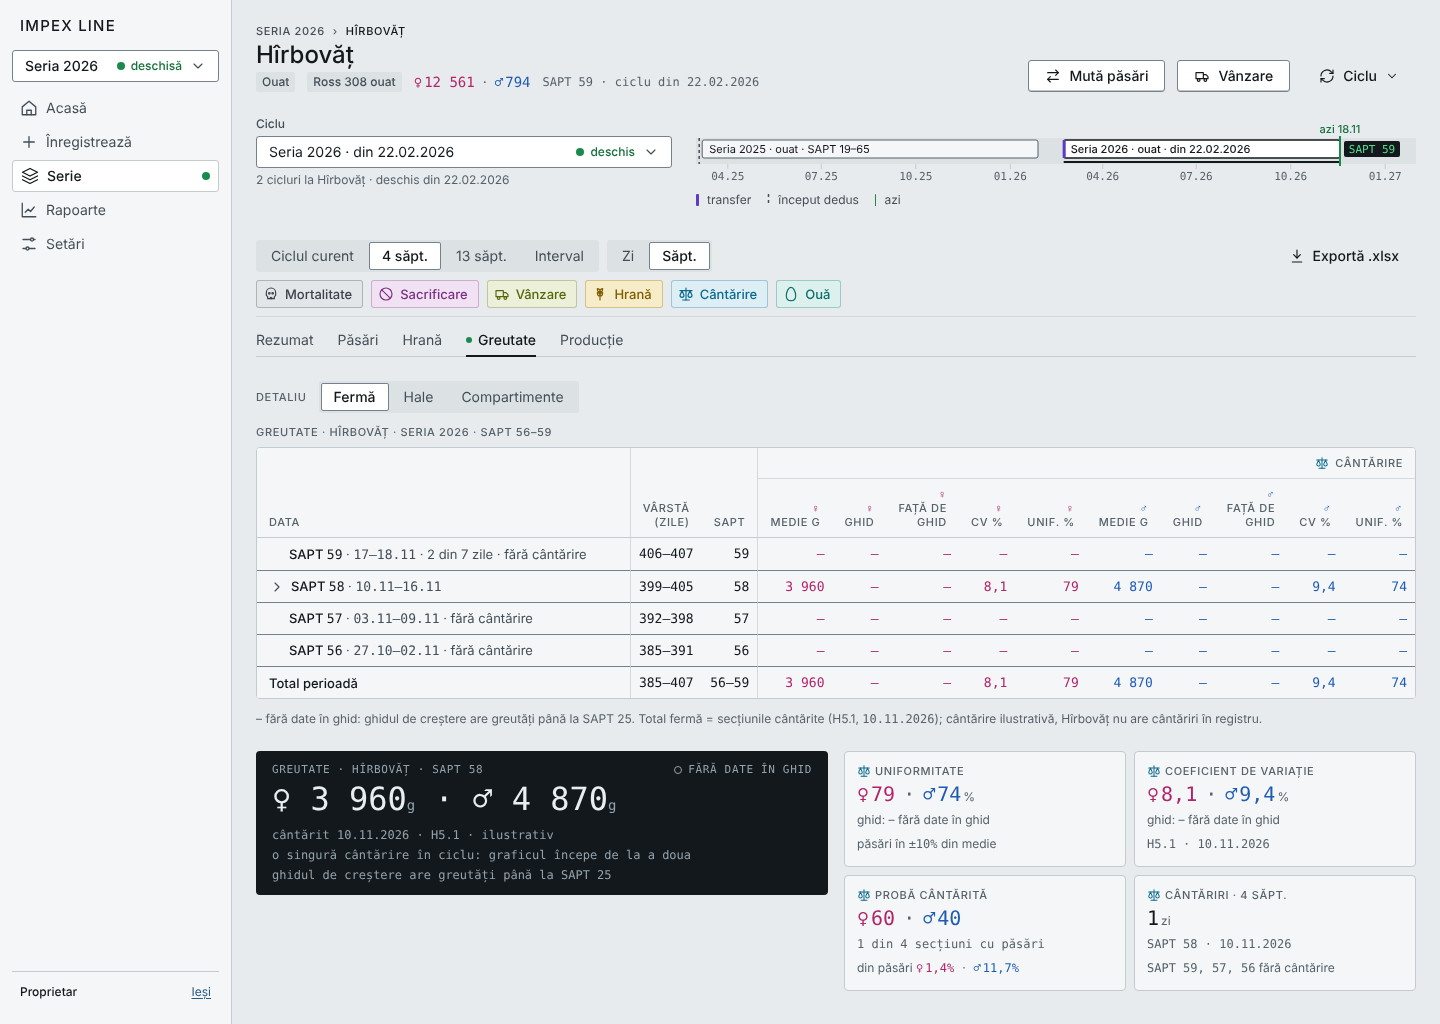 IMPEX LINE
Seria 2026 deschisă
Acasă
Înregistrează
Serie
Rapoarte
Setări
Proprietar Ieși
SERIA 2026 › HÎRBOVĂȚ
Hîrbovăț
Ouat Ross 308 ouat ♀12 561 · ♂794 SAPT 59 · ciclu din 22.02.2026
Mută păsări Vânzare Ciclu
Ciclu
Seria 2026 · din 22.02.2026 deschis
2 cicluri la Hîrbovăț · deschis din 22.02.2026
azi 18.11
Seria 2025 · ouat · SAPT 19–65 Seria 2026 · ouat · din 22.02.2026 SAPT 59
04.25 07.25 10.25 01.26 04.26 07.26 10.26 01.27
transfer început dedus azi
Ciclul curent 4 săpt. 13 săpt. Interval Zi Săpt. Exportă .xlsx
Mortalitate Sacrificare Vânzare Hrană Cântărire Ouă
Rezumat Păsări Hrană Greutate Producție
DETALIU Fermă Hale Compartimente
GREUTATE · HÎRBOVĂȚ · SERIA 2026 · SAPT 56–59
CÂNTĂRIRE
DATA VÂRSTĂ (ZILE) SAPT ♀ MEDIE G ♀ GHID ♀ FAȚĂ DE GHID ♀ CV % ♀ UNIF. % ♂ MEDIE G ♂ GHID ♂ FAȚĂ DE GHID ♂ CV % ♂ UNIF. %
SAPT 59 · 17–18.11 · 2 din 7 zile · fără cântărire 406–407 59 – – – – – – – – – –
SAPT 58 · 10.11–16.11 399–405 58 3 960 – – 8,1 79 4 870 – – 9,4 74
SAPT 57 · 03.11–09.11 · fără cântărire 392–398 57 – – – – – – – – – –
SAPT 56 · 27.10–02.11 · fără cântărire 385–391 56 – – – – – – – – – –
Total perioadă 385–407 56–59 3 960 – – 8,1 79 4 870 – – 9,4 74
– fără date în ghid: ghidul de creștere are greutăți până la SAPT 25. Total fermă = secțiunile cântărite (H5.1, 10.11.2026); cântărire ilustrativă, Hîrbovăț nu are cântăriri în registru.
GREUTATE · HÎRBOVĂȚ · SAPT 58 FĂRĂ DATE ÎN GHID
♀ 3 960g · ♂ 4 870g
cântărit 10.11.2026 · H5.1 · ilustrativ
o singură cântărire în ciclu: graficul începe de la a doua
ghidul de creștere are greutăți până la SAPT 25
UNIFORMITATE
♀79 · ♂74%
ghid: – fără date în ghid
păsări în ±10% din medie
COEFICIENT DE VARIAȚIE
♀8,1 · ♂9,4%
ghid: – fără date în ghid
H5.1 · 10.11.2026
PROBĂ CÂNTĂRITĂ
♀60 · ♂40
1 din 4 secțiuni cu păsări
din păsări ♀1,4% · ♂11,7%
CÂNTĂRIRI · 4 SĂPT.
1 zi
SAPT 58 · 10.11.2026
SAPT 59, 57, 56 fără cântărire